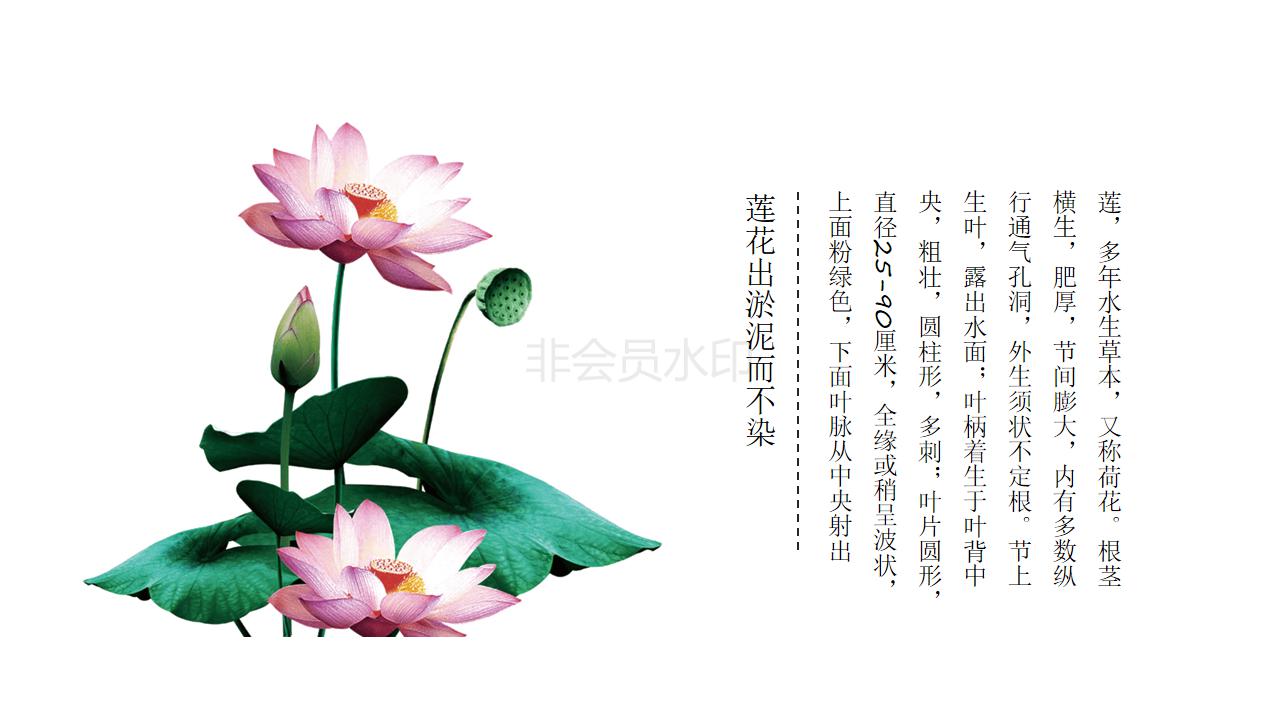 莲，多年水生草本，又称荷花。根茎
横生，肥厚，节间膨大，内有多数纵
行通气孔洞，外生须状不定根。节上
生叶，露出水面；叶柄着生于叶背中
央，粗壮，圆柱形，多刺；叶片圆形，
直径25-90厘米，全缘或稍呈波状，
上面粉绿色，下面叶脉从中央射出
莲花出淤泥而不染
非会员水印